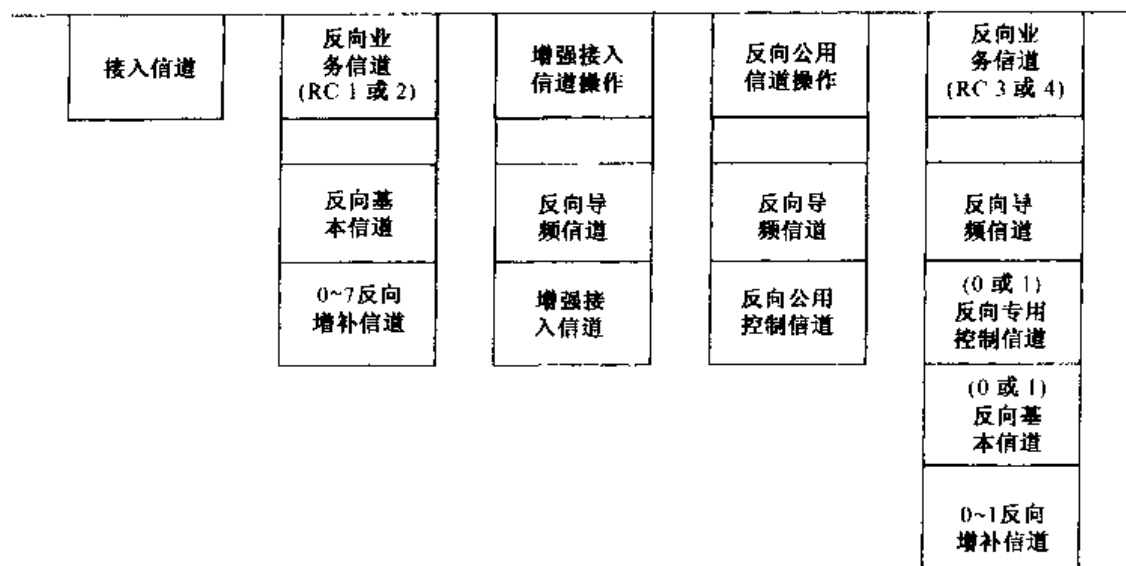 接入信道
反向业
务信道
(RC 1 或 2)
增强接入
信道操作
反向公用
信道操作
反向业
务信道
(RC 3 或 4)
反向基
本信道
反向导
频信道
反向导
频信道
反向导
频信道
0~7反向
增补信道
增强接
入信道
反向公用
控制信道
(0 或 1)
反向专用
控制信道
(0 或 1)
反向基
本信道
0~1反向
增补信道